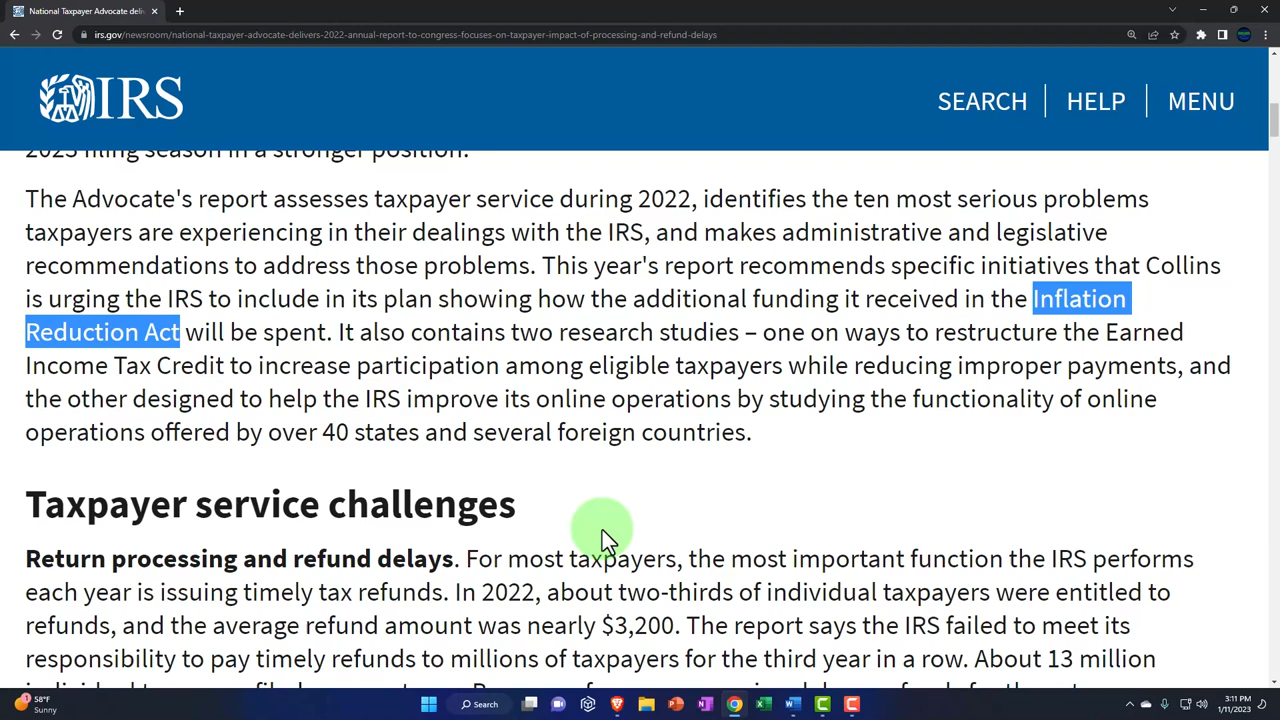 National Taxpayer Advocate deli
irs.gov/newsroom/national-taxpayer-advocate-delivers-2022-annual-report-to-congress-focuses-on-taxpayer-impact-of-processing-and-refund-delays
IRS
SEARCH HELP MENU
2023 filing season in a stronger position.
The Advocate's report assesses taxpayer service during 2022, identifies the ten most serious problems
taxpayers are experiencing in their dealings with the IRS, and makes administrative and legislative
recommendations to address those problems. This year's report recommends specific initiatives that Collins
is urging the IRS to include in its plan showing how the additional funding it received in the Inflation
Reduction Act will be spent. It also contains two research studies – one on ways to restructure the Earned
Income Tax Credit to increase participation among eligible taxpayers while reducing improper payments, and
the other designed to help the IRS improve its online operations by studying the functionality of online
operations offered by over 40 states and several foreign countries.
Taxpayer service challenges
Return processing and refund delays. For most taxpayers, the most important function the IRS performs
each year is issuing timely tax refunds. In 2022, about two-thirds of individual taxpayers were entitled to
refunds, and the average refund amount was nearly $3,200. The report says the IRS failed to meet its
responsibility to pay timely refunds to millions of taxpayers for the third year in a row. About 13 million
58°F
Sunny
Search
3:11 PM
1/11/2023